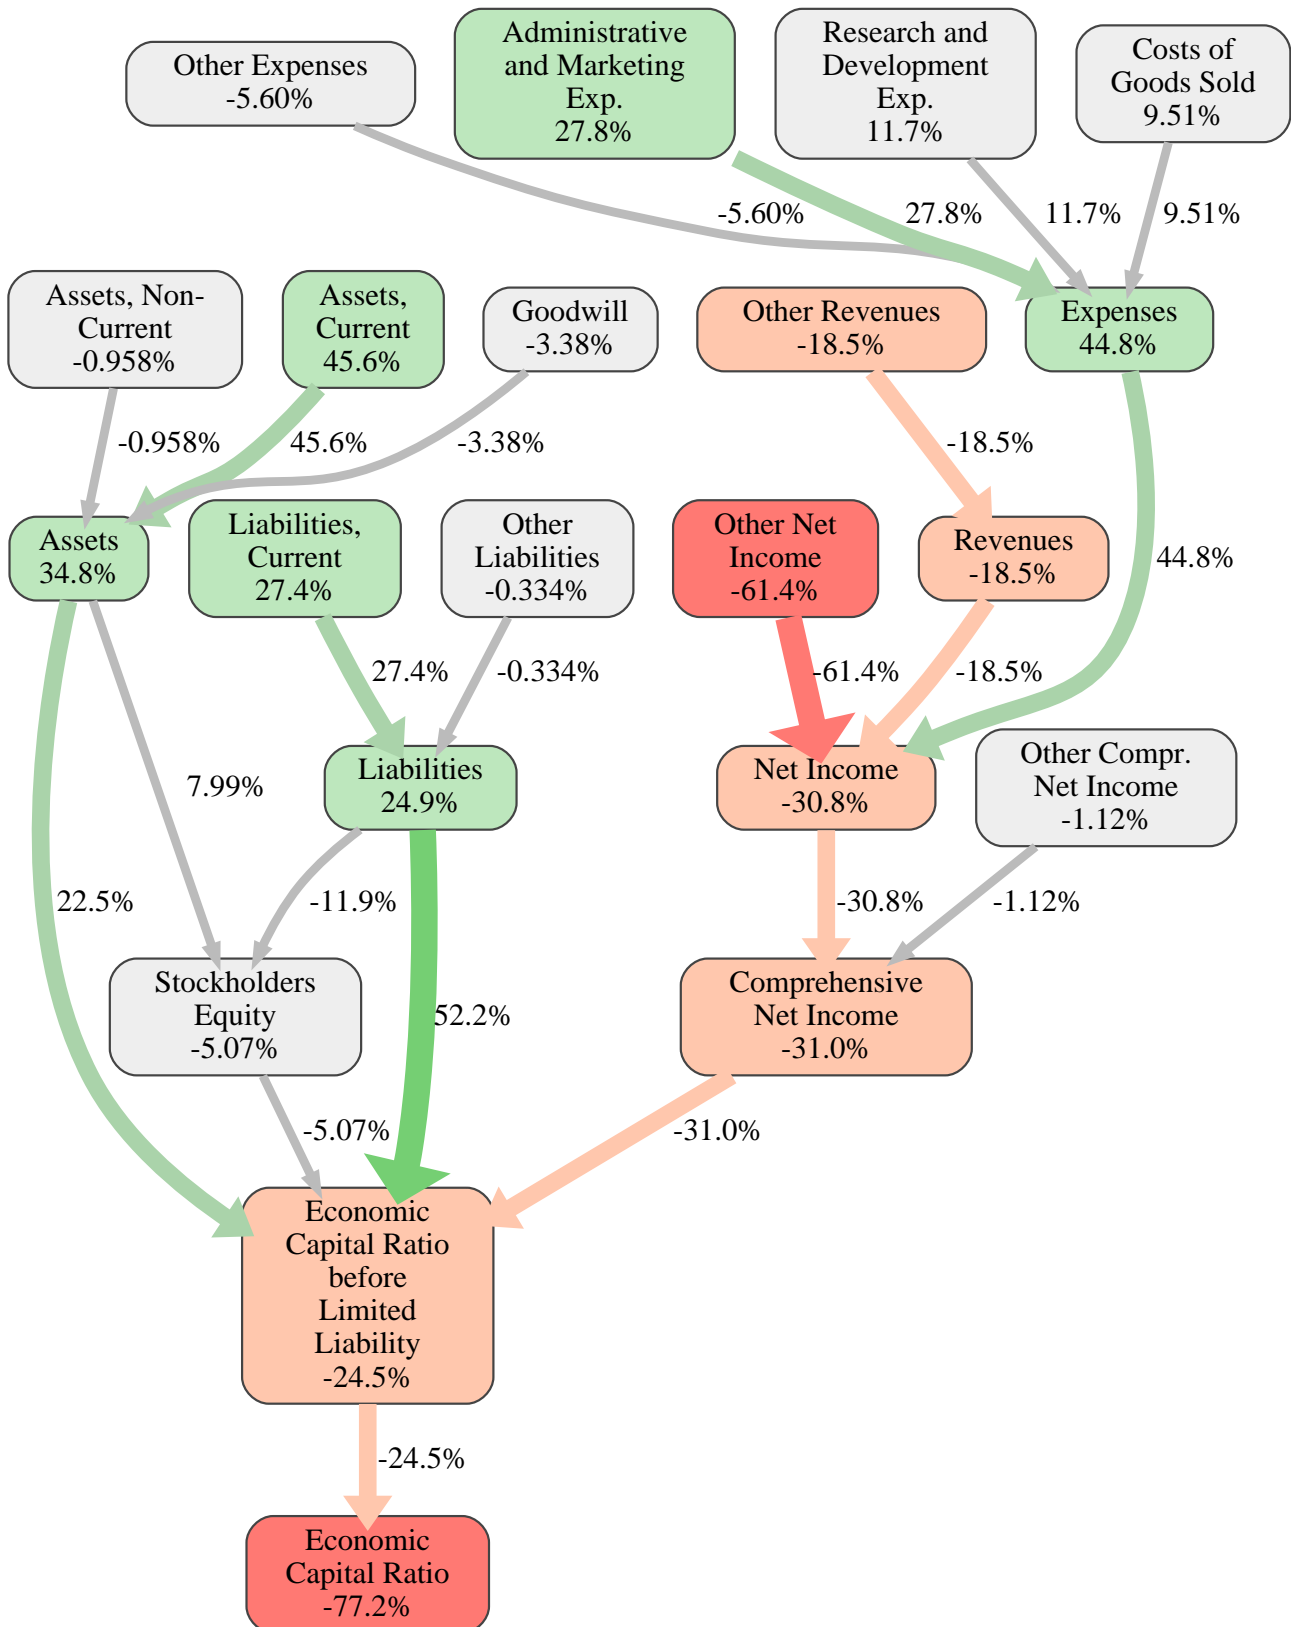 Other Expenses
-5.60%
Administrative
and Marketing
Exp.
27.8%
Research and
Development
Exp.
11.7%
Costs of
Goods Sold
9.51%
-5.60%
27.8%
11.7%
9.51%
Assets, Non-
Current
-0.958%
Assets,
Current
45.6%
Goodwill
-3.38%
Other Revenues
-18.5%
Expenses
44.8%
-0.958%
45.6%
-3.38%
-18.5%
44.8%
Assets
34.8%
Liabilities,
Current
27.4%
Other
Liabilities
-0.334%
Other Net
Income
-61.4%
Revenues
-18.5%
27.4%
-0.334%
-61.4%
-18.5%
7.99%
Liabilities
24.9%
Net Income
-30.8%
Other Compr.
Net Income
-1.12%
22.5%
-11.9%
52.2%
-30.8%
-1.12%
Stockholders
Equity
-5.07%
Comprehensive
Net Income
-31.0%
-5.07%
-31.0%
Economic
Capital Ratio
before
Limited
Liability
-24.5%
-24.5%
Economic
Capital Ratio
-77.2%